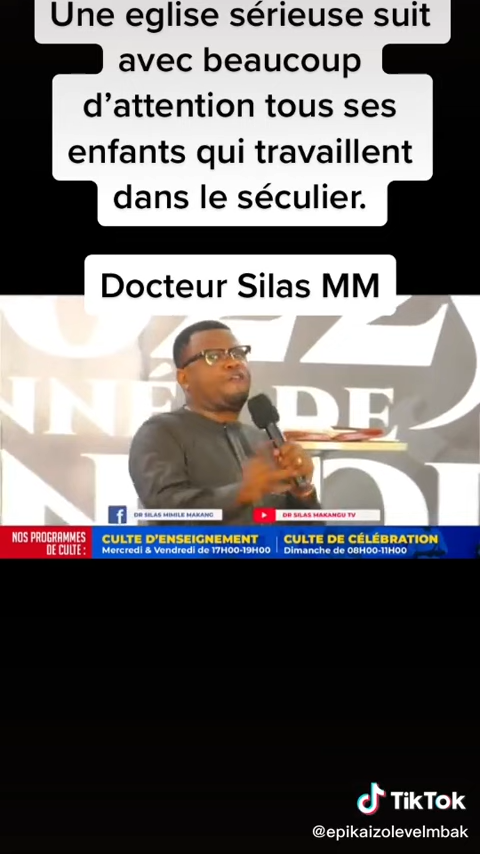 Une eglise sérieuse suit
avec beaucoup
d'attention tous ses
enfants qui travaillent
dans le séculier.
Docteur Silas MM
DE
DR SILAS MIMILE MAKANG
DR SILAS MAKANGU TV
NOS PROGRAMMES
DE CULTE :
CULTE D'ENSEIGNEMENT
Mercredi & Vendredi de 17H00-19H00
CULTE DE CÉLÉBRATION
Dimanche de 08H00-11H00
TikTok
@epikaizolevelmbak